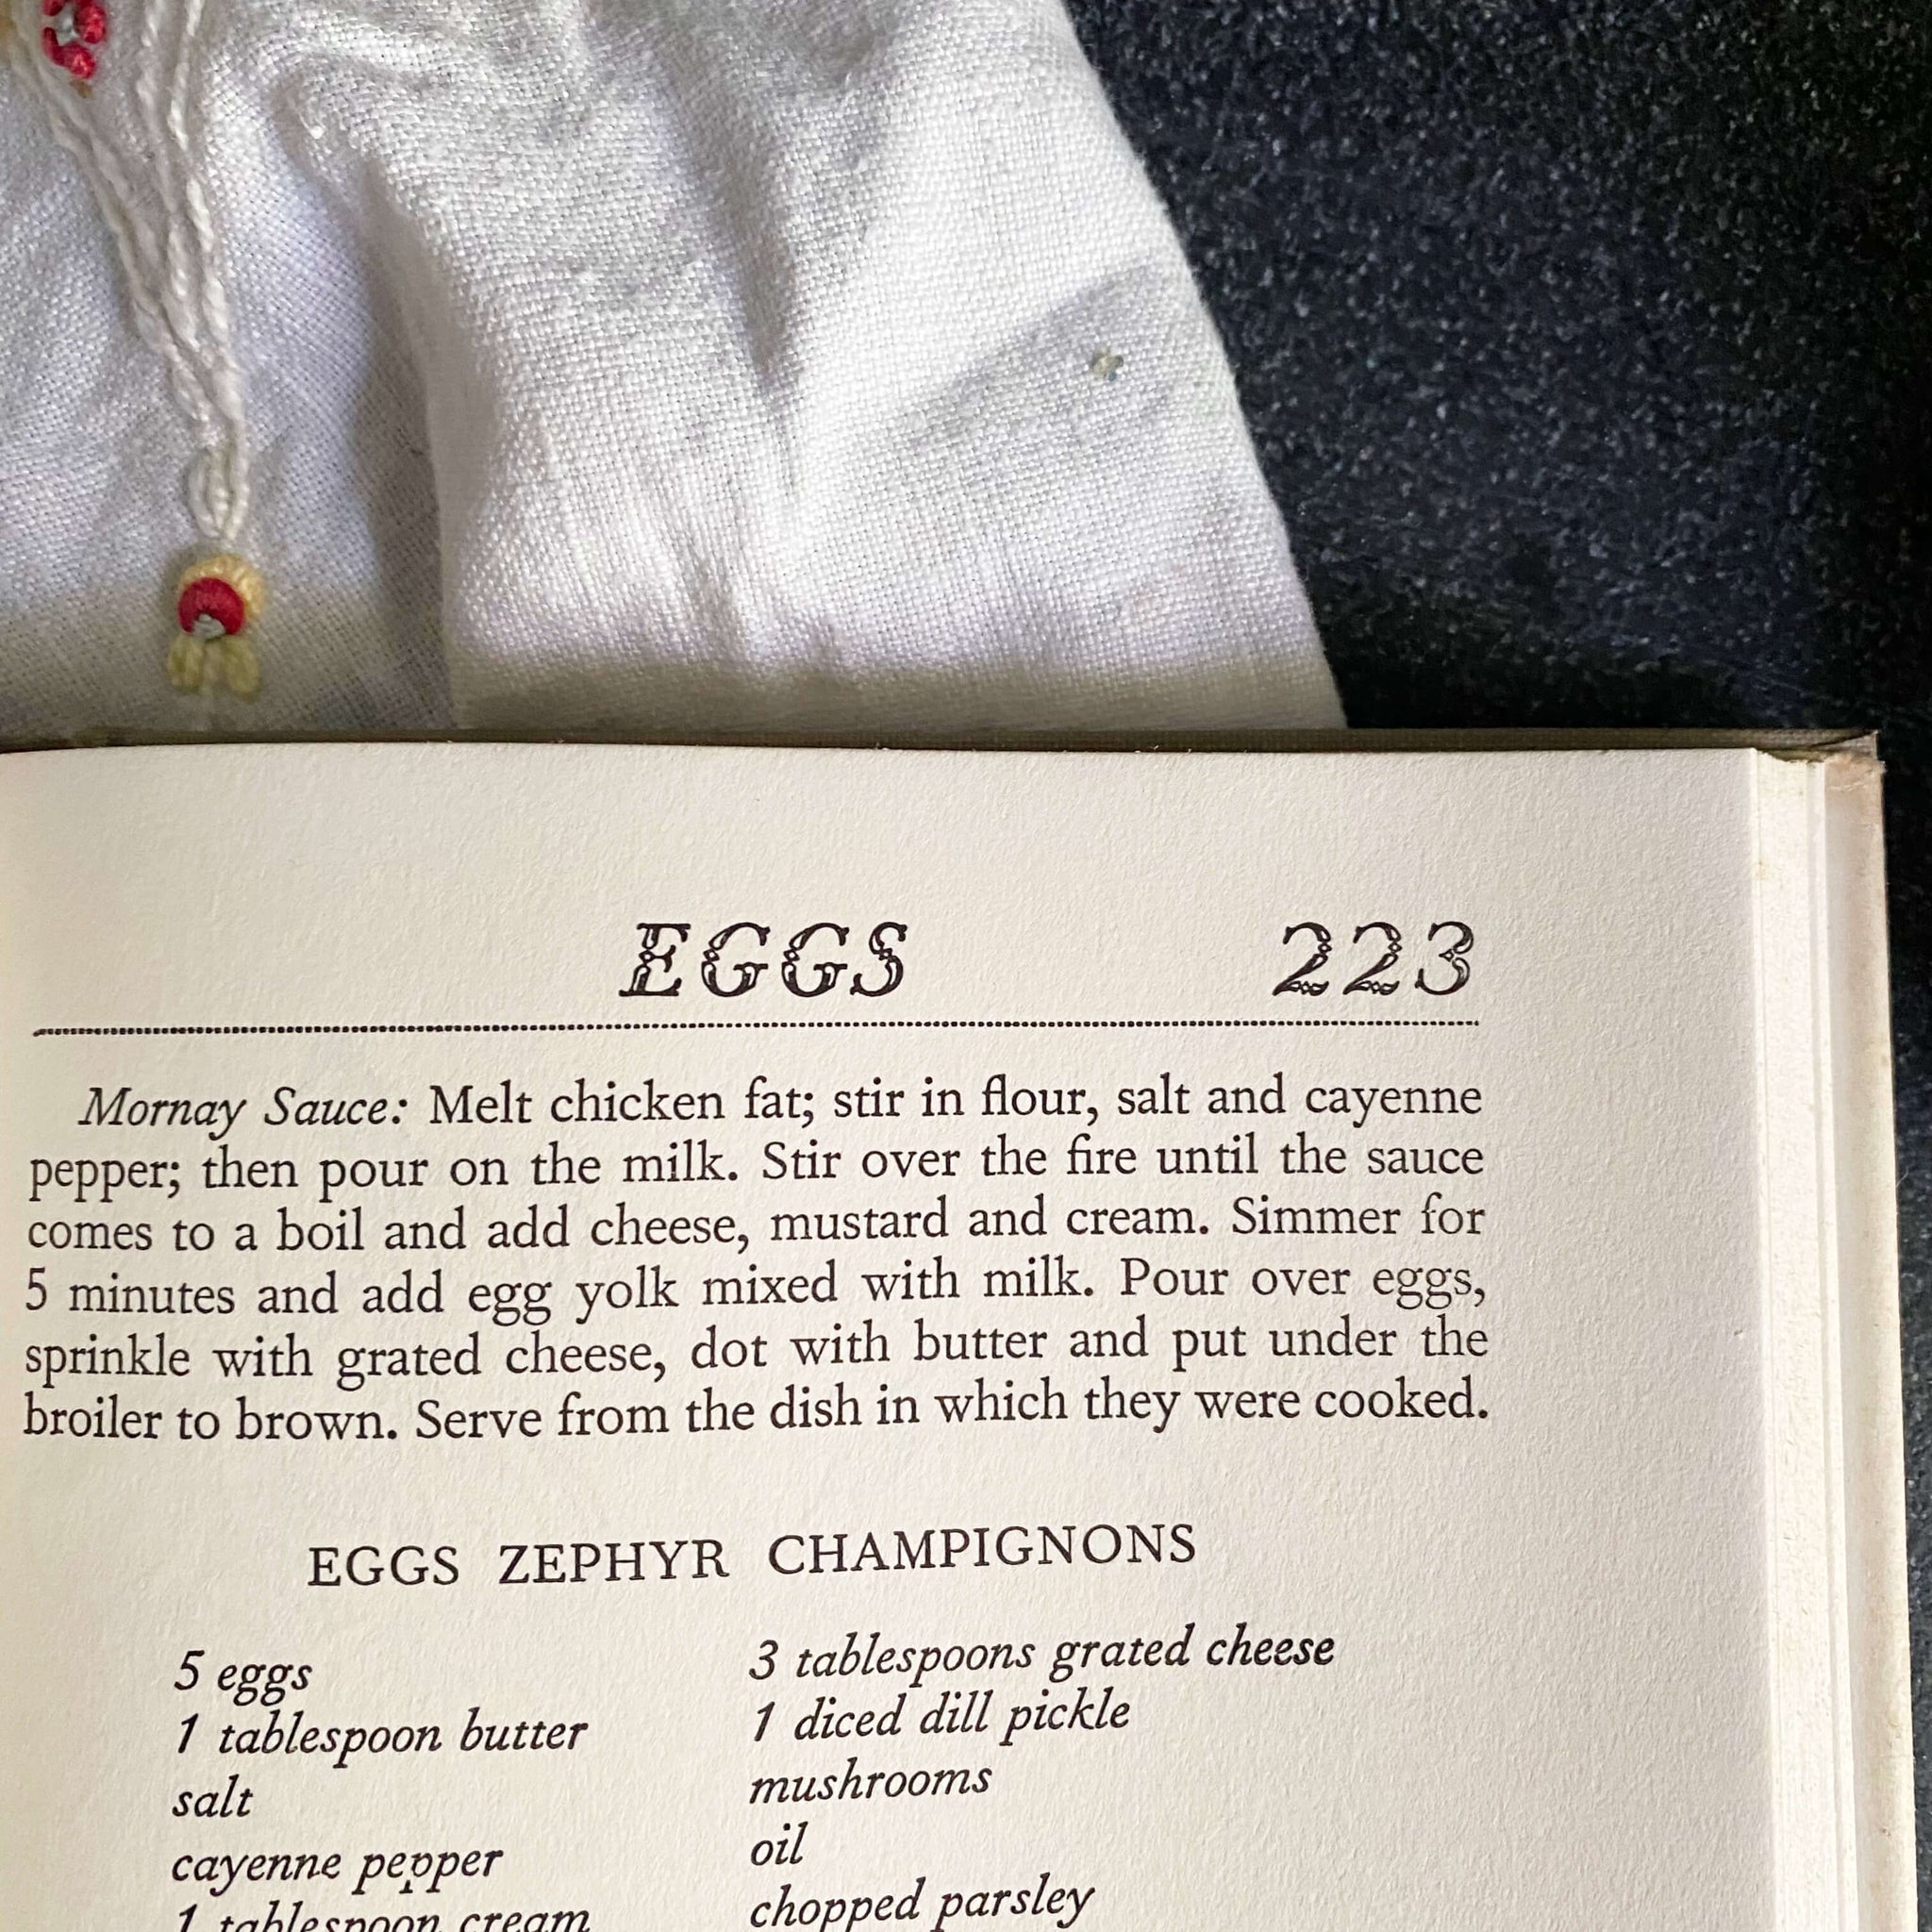 EGGS 223
Mornay Sauce: Melt chicken fat; stir in flour, salt and cayenne
pepper; then pour on the milk. Stir over the fire until the sauce
comes to a boil and add cheese, mustard and cream. Simmer for
5 minutes and add egg yolk mixed with milk. Pour over eggs,
sprinkle with grated cheese, dot with butter and put under the
broiler to brown. Serve from the dish in which they were cooked.
EGGS ZEPHYR CHAMPIGNONS
5 eggs
1 tablespoon butter
salt
cayenne pepper
1 tablespoon cream
3 tablespoons grated cheese
1 diced dill pickle
mushrooms
oil
chopped parsley